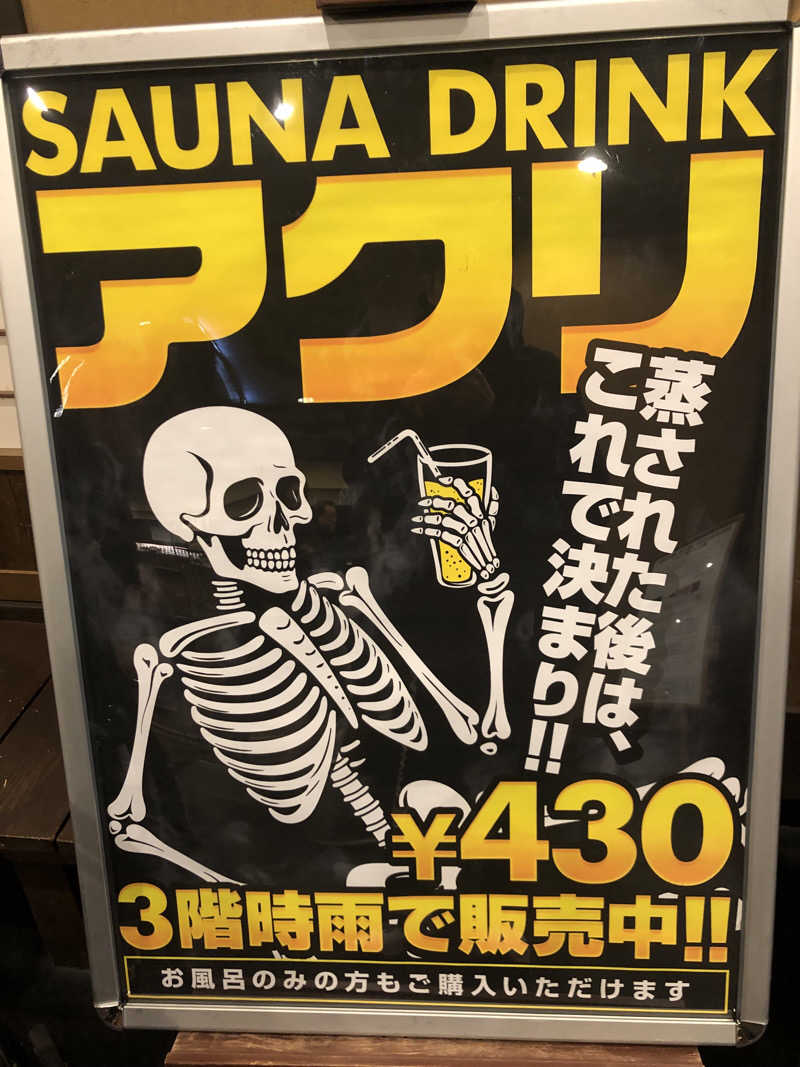 SAUNA DRINK
アクリ
蒸された後は、
これで決まり!!
¥430
3階時雨で販売中!!
お風呂のみの方もご購入いただけます